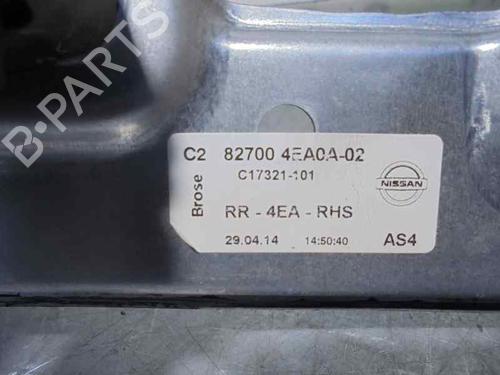 C2 82700 4EA0A-02
C17321-101
Brose
NISSAN
RR - 4EA - RHS
29.04.14 14:50:40 AS4
B-Parts